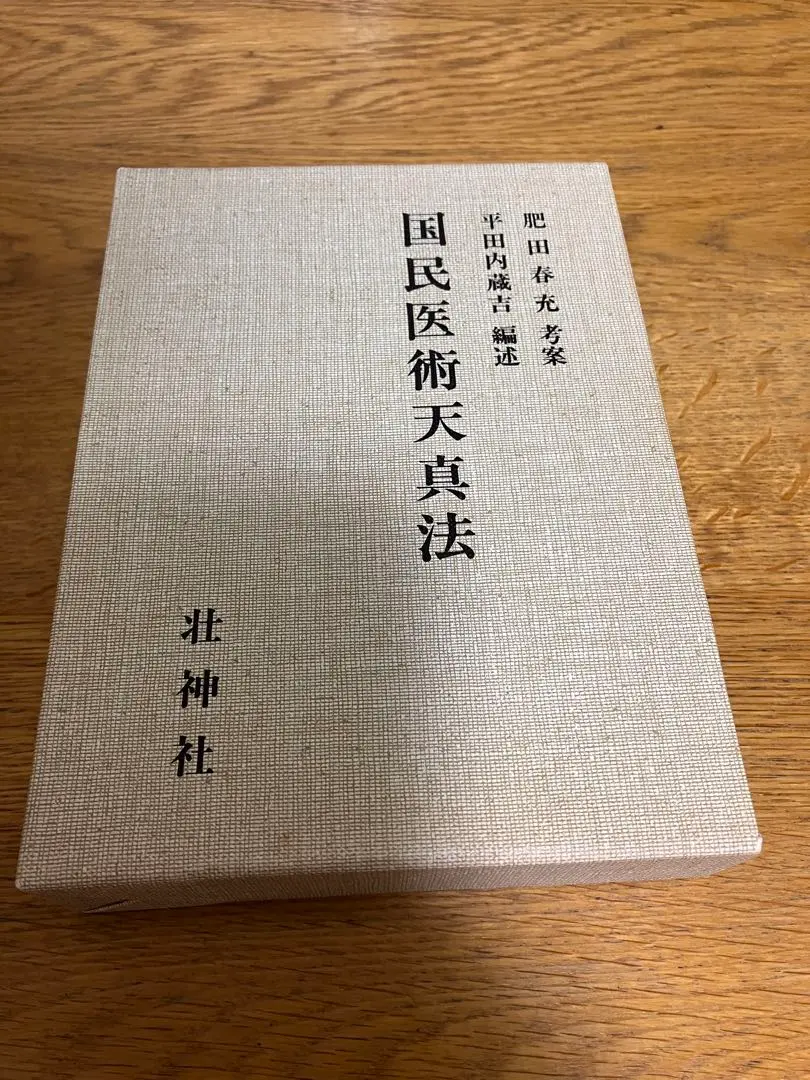 肥田春充 考案
平田内蔵吉 編述
国民医術天真法
壮神社